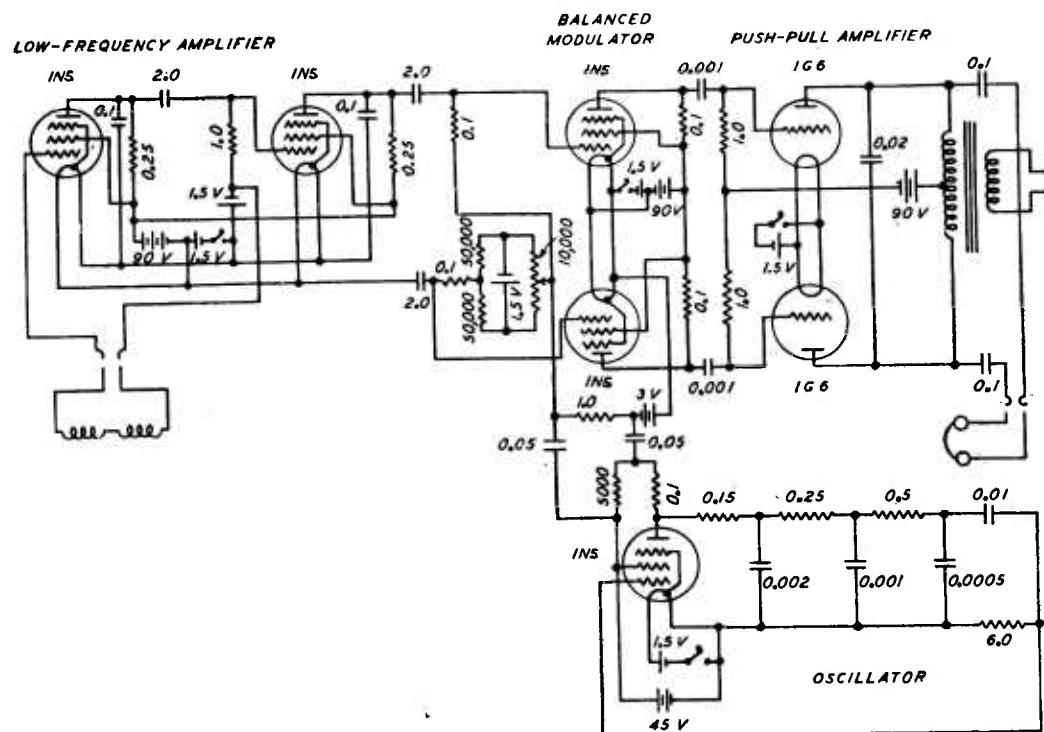 LOW-FREQUENCY AMPLIFIER
BALANCED
MODULATOR
PUSH-PULL AMPLIFIER
1N5
2.0
1N5
2.0
1N5
0.001
1G6
0.1
0.1
0.25
1.0
0.1
0.25
0.1
0.1
1.0
0.02
1.5 V
1.5 V
90V
90 V
90 V
1.5 V
50,000
10,000
0.1
1.5 V
1.5 V
2.0
50,000
0.1
1.0
1N5
0.001
1G6
0.1
1.0
3 V
0.05
0.05
5000
0.1
0.15
0.25
0.5
0.01
1N5
0.002
0.001
0.0005
1.5 V
6.0
OSCILLATOR
45 V